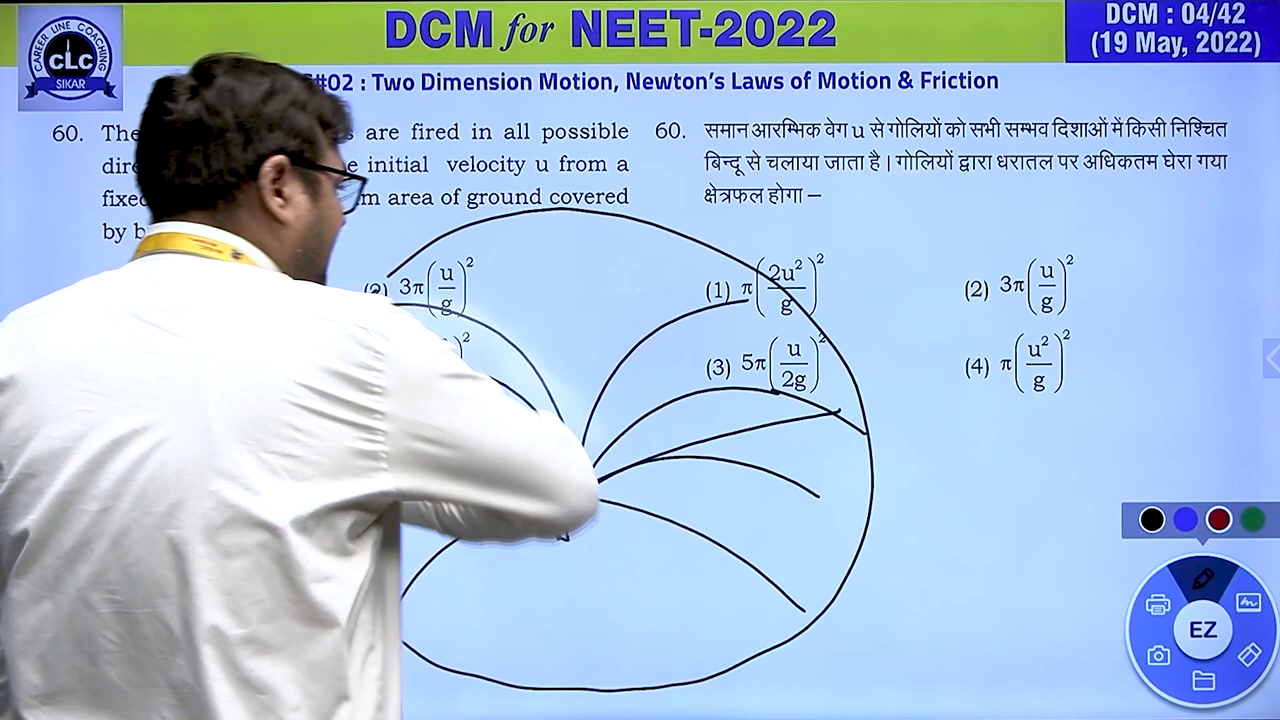 CAREER LINE COACHING
CLC
SIKAR
DCM for NEET-2022
DCM : 04/42
(19 May, 2022)
#02 : Two Dimension Motion, Newton's Laws of Motion & Friction
60. The are fired in all possible
initial velocity u from a
area of ground covered
by
3π(u/g)²
60. समान आरम्भिक वेग u से गोलियों को सभी सम्भव दिशाओं में किसी निश्चित
बिन्दू से चलाया जाता है। गोलियों द्वारा धरातल पर अधिकतम घेरा गया
क्षेत्रफल होगा –
(1) π(2u²/g)² (2) 3π(u/g)²
(3) 5π(u/2g)² (4) π(u²/g)²
EZ